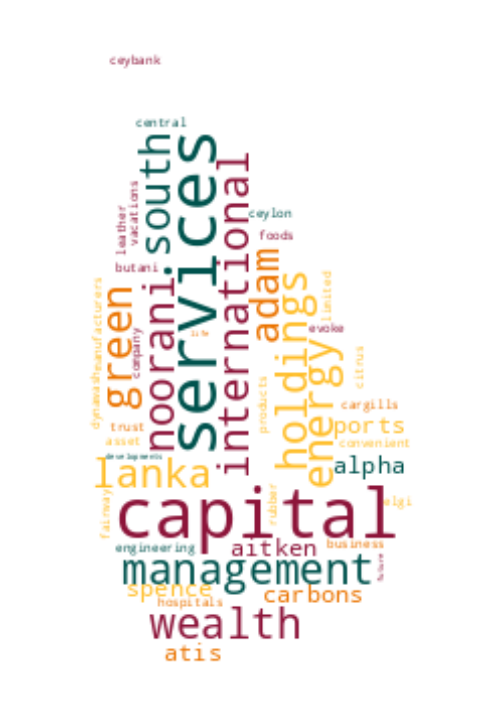 ceybank
central
services
south
international
leather
vacations
ceylon
foods
butani
adam
holdings
limited
noorani
green
manufacturers
dynawash
company
life
evoke
energy
citrus
products
cargills
ports
convenient
trust
asset
developments
alpha
lanka
capital
fairway
rubber
algi
engineering
aitken
business
management
future
spence
carbons
hospitals
wealth
atis